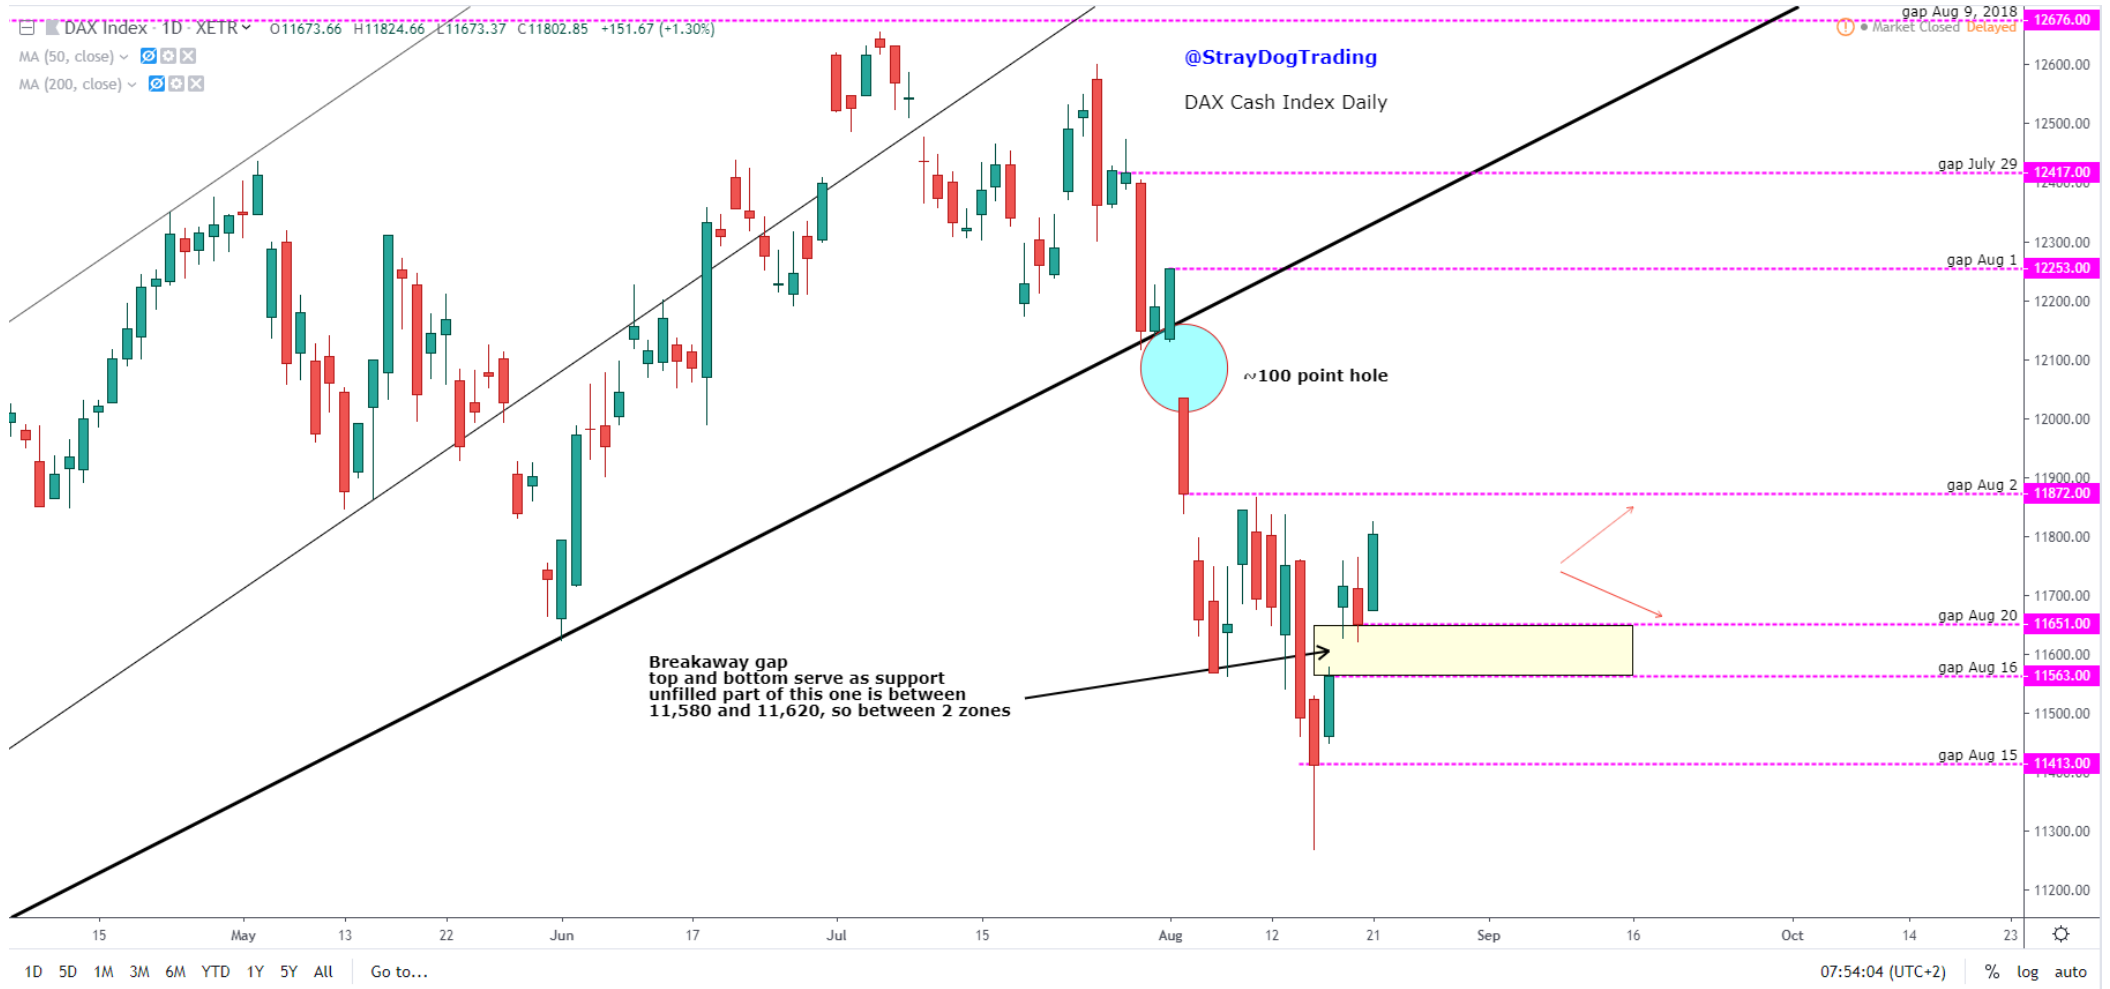 gap Aug 9, 2018
12676.00
DAX Index · 1D · XETR O11673.66 H11824.66 L11673.37 C11802.85 +151.67 (+1.30%)
Market Closed Delayed
MA (50, close)
MA (200, close)
@StrayDogTrading
DAX Cash Index Daily
12600.00
12500.00
gap July 29
12417.00
12400.00
12300.00
gap Aug 1
12253.00
12200.00
12100.00
~100 point hole
12000.00
11900.00
gap Aug 2
11872.00
11800.00
11700.00
gap Aug 20
11651.00
11600.00
Breakaway gap
top and bottom serve as support
unfilled part of this one is between
11,580 and 11,620, so between 2 zones
gap Aug 16
11563.00
11500.00
gap Aug 15
11413.00
11400.00
11300.00
11200.00
15 May 13 22 Jun 17 Jul 15 Aug 12 21 Sep 16 Oct 14 23
1D 5D 1M 3M 6M YTD 1Y 5Y All Go to... 07:54:04 (UTC+2) % log auto